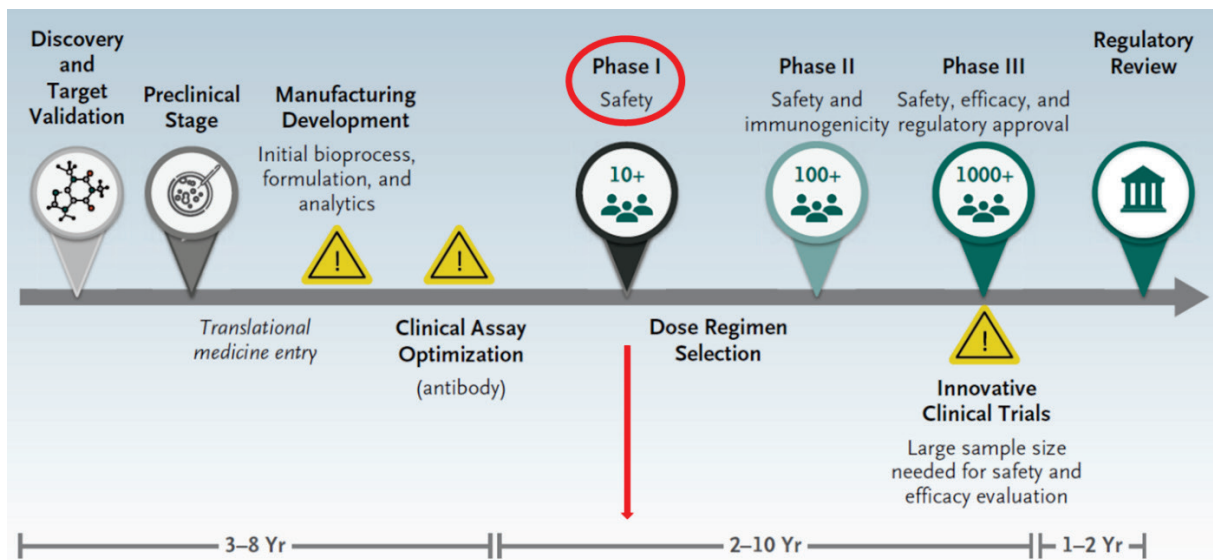 Discovery
and
Target
Validation
Preclinical
Stage
Manufacturing
Development
Initial bioprocess,
formulation, and
analytics
Phase I
Safety
10+
Phase II
Safety and
immunogenicity
100+
Phase III
Safety, efficacy, and
regulatory approval
1000+
Regulatory
Review
!
!
Translational
medicine entry
Clinical Assay
Optimization
(antibody)
Dose Regimen
Selection
!
Innovative
Clinical Trials
Large sample size
needed for safety and
efficacy evaluation
3–8 Yr
2–10 Yr
1–2 Yr